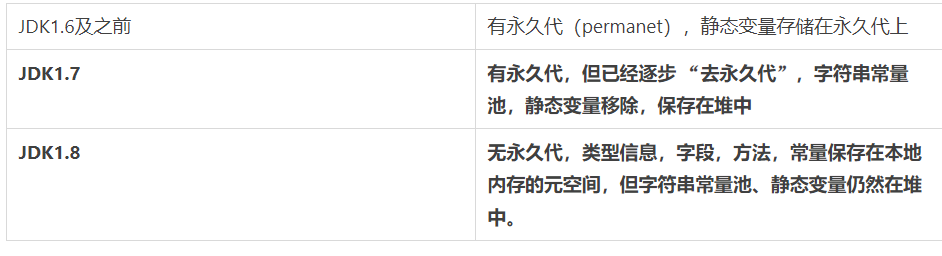 JDK1.6及之前
有永久代（permanet），静态变量存储在永久代上
JDK1.7
有永久代，但已经逐步 “去永久代”，字符串常量
池，静态变量移除，保存在堆中
JDK1.8
无永久代，类型信息，字段，方法，常量保存在本地
内存的元空间，但字符串常量池、静态变量仍然在堆
中。